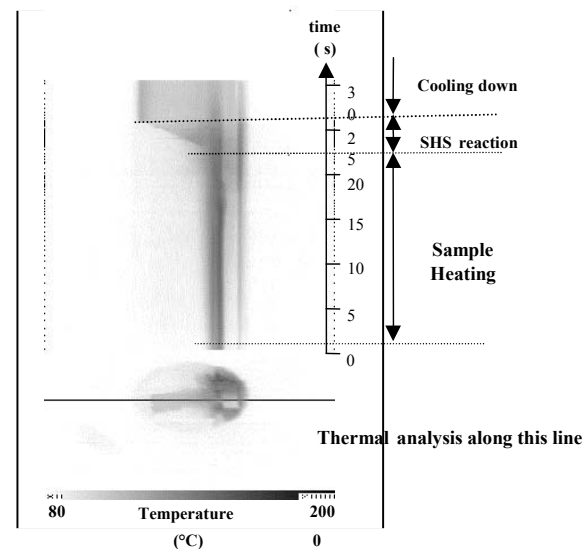 time
( s)
3
0
2
5
20
15
10
5
0
Cooling down
SHS reaction
Sample
Heating
Thermal analysis along this line
80 Temperature 200
(°C) 0